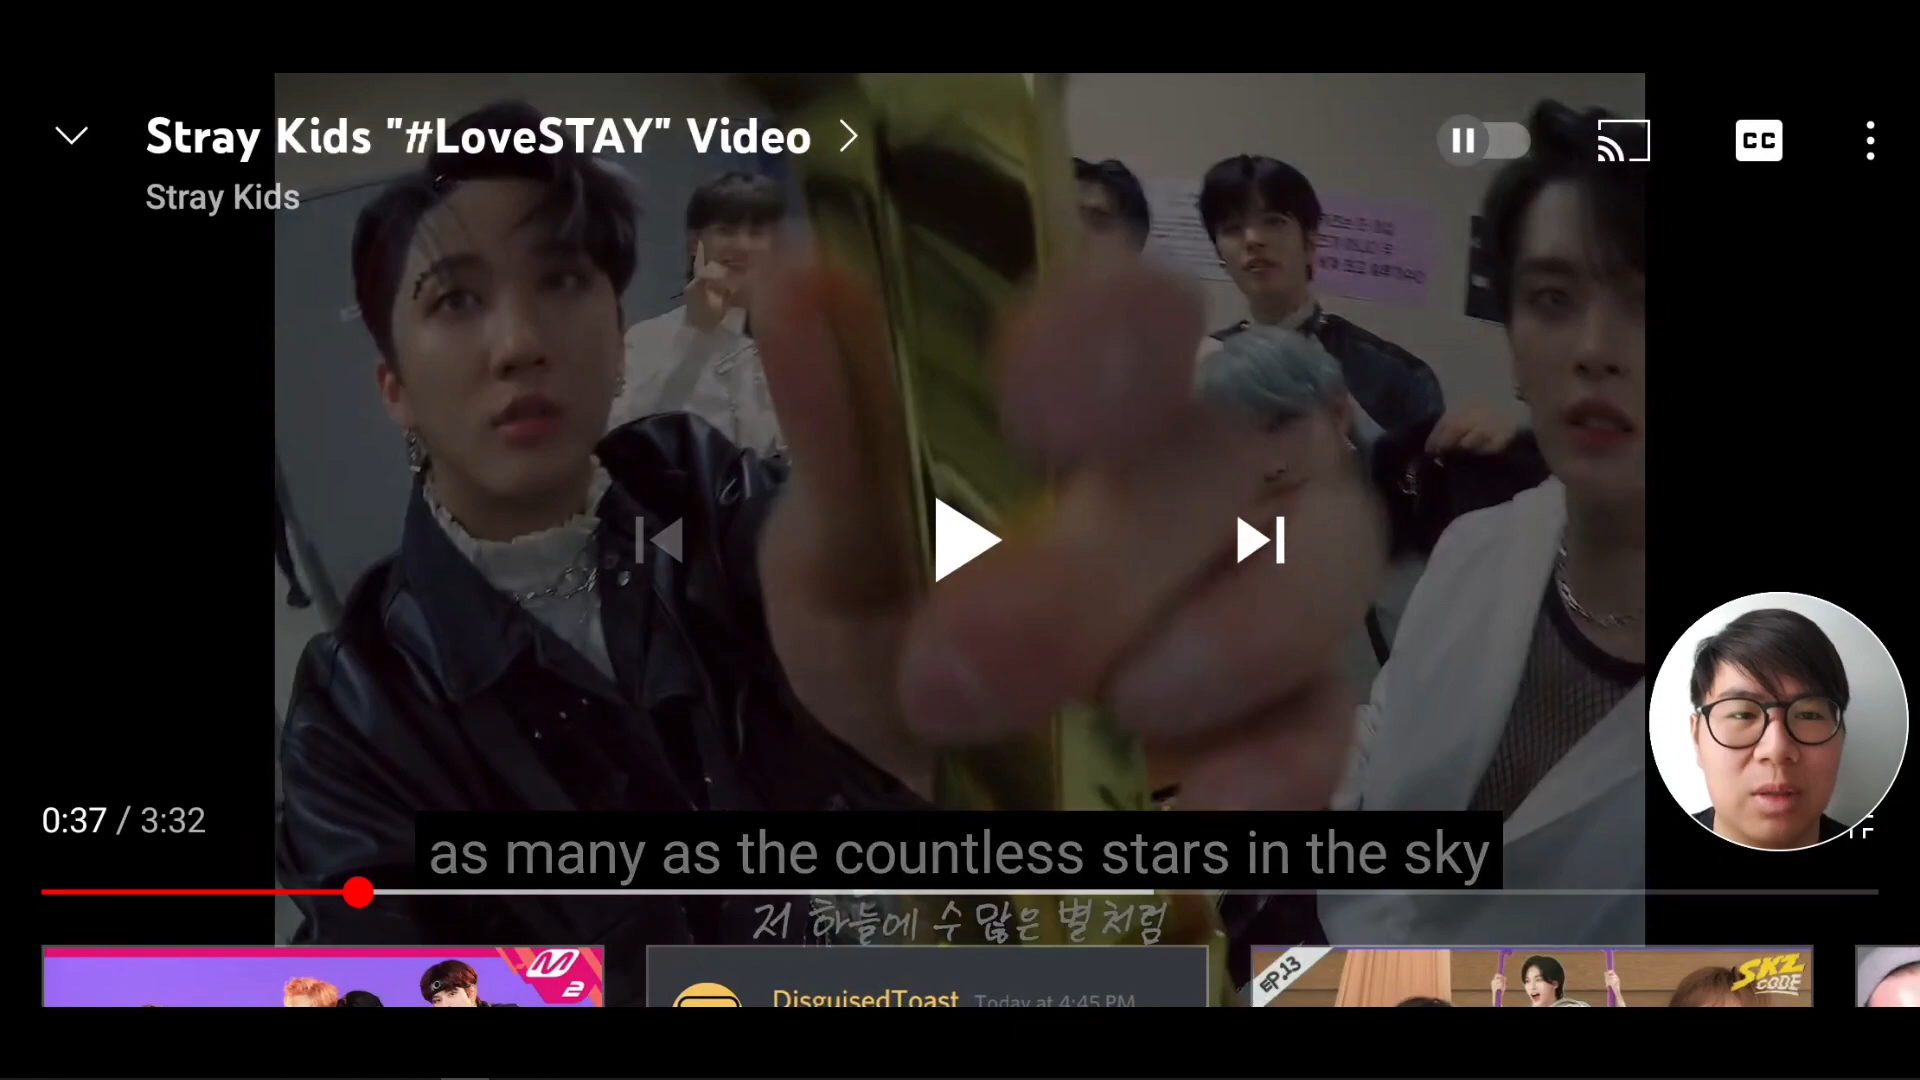 Stray Kids "#LoveSTAY" Video
Stray Kids
CC
0:37 / 3:32
as many as the countless stars in the sky
저 하늘에 수 많은 별처럼
M
2
DisguisedToast Today at 4:45 PM
EP.13
SKZ
CODE